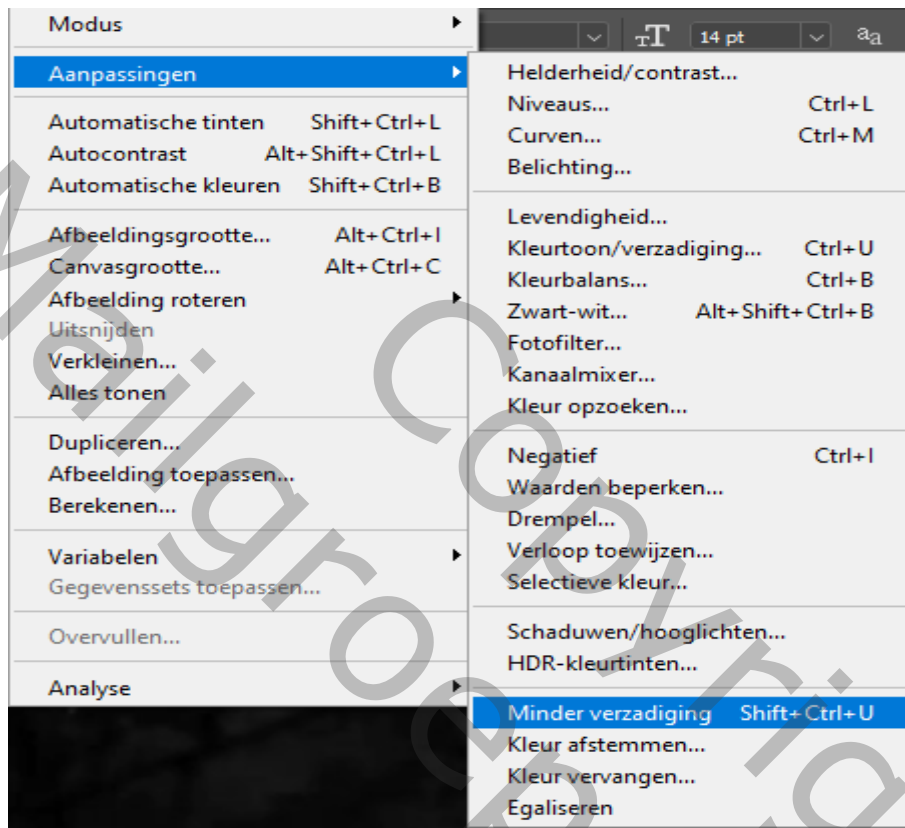 Modus
Aanpassingen
Automatische tinten Shift+Ctrl+L
Autocontrast Alt+Shift+Ctrl+L
Automatische kleuren Shift+Ctrl+B
Afbeeldingsgrootte... Alt+Ctrl+I
Canvasgrootte... Alt+Ctrl+C
Afbeelding roteren
Uitsnijden
Verkleinen...
Alles tonen
Dupliceren...
Afbeelding toepassen...
Berekenen...
Variabelen
Gegevenssets toepassen...
Overvullen...
Analyse
14 pt
Helderheid/contrast...
Niveaus... Ctrl+L
Curven... Ctrl+M
Belichting...
Levendigheid...
Kleurtoon/verzadiging... Ctrl+U
Kleurbalans... Ctrl+B
Zwart-wit... Alt+Shift+Ctrl+B
Fotofilter...
Kanaalmixer...
Kleur opzoeken...
Negatief Ctrl+I
Waarden beperken...
Drempel...
Verloop toewijzen...
Selectieve kleur...
Schaduwen/hooglichten...
HDR-kleurtinten...
Minder verzadiging Shift+Ctrl+U
Kleur afstemmen...
Kleur vervangen...
Egaliseren